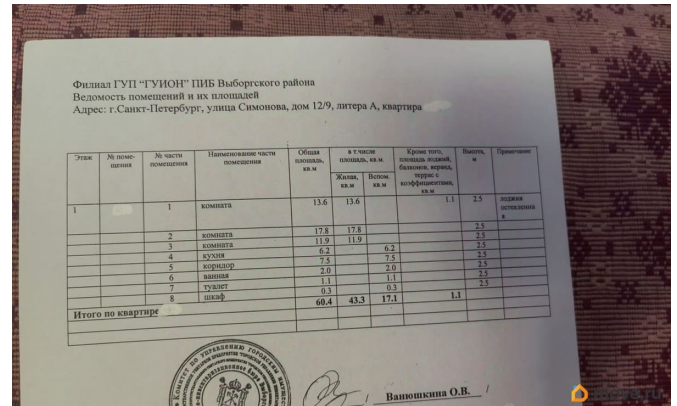 Филиал ГУП "ГУИОН" ПИБ Выборгского района
Ведомость помещений и их площадей
Адрес: г.Санкт-Петербург, улица Симонова, дом 12/9, литера А, квартира
Этаж № поме-щения № части помещения Наименование части помещения Общая площадь, кв.м в т.числе площадь, кв.м. Кроме того, площадь лоджий, балконов, веранд, террас с коэффициентами, кв.м Высота, м Примечание
Жилая, кв.м Вспом. кв.м
1 1 комната 13.6 13.6 1.1 2.5 лоджия остекленная
2 комната 17.8 17.8 2.5
3 комната 11.9 11.9 2.5
4 кухня 6.2 6.2 2.5
5 коридор 7.5 7.5 2.5
6 ванная 2.0 2.0 2.5
7 туалет 1.1 1.1 2.5
8 шкаф 0.3 0.3 2.5
Итого по квартире 60.4 43.3 17.1 1.1
Ванюшкина О.В.